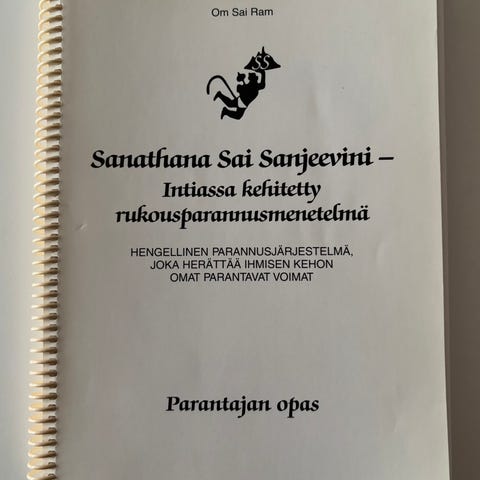 Om Sai Ram
SS
Sanathana Sai Sanjeevini –
Intiassa kehitetty
rukousparannusmenetelmä
HENGELLINEN PARANNUSJÄRJESTELMÄ,
JOKA HERÄTTÄÄ IHMISEN KEHON
OMAT PARANTAVAT VOIMAT
Parantajan opas